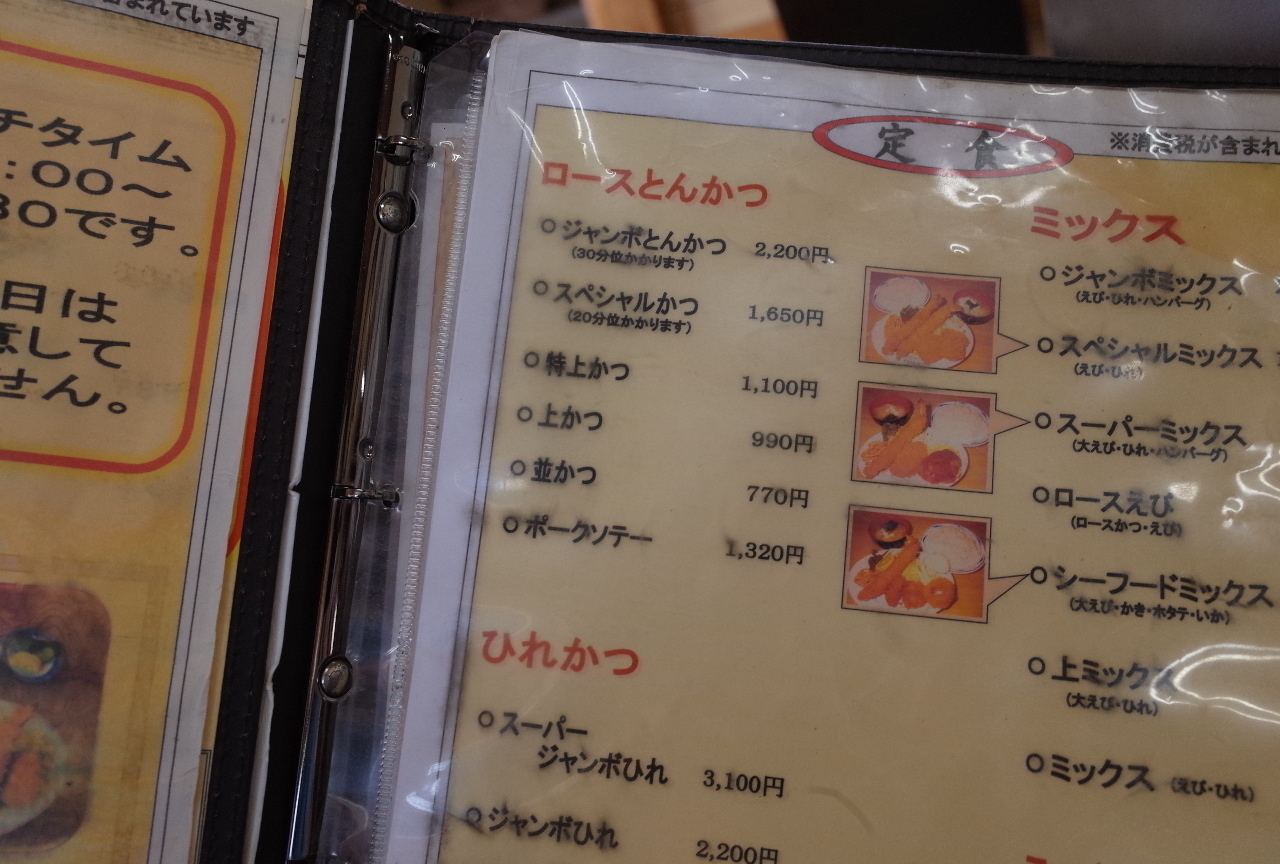 まれています
チタイム
:00〜
30です。
日は
して
せん。
定食
※消費税が含まれ
ロースとんかつ
○ジャンボとんかつ 2,200円
(30分位かかります)
○スペシャルかつ 1,650円
(20分位かかります)
○特上かつ 1,100円
○上かつ 990円
○並かつ 770円
○ポークソテー 1,320円
ひれかつ
○スーパー
ジャンボひれ 3,100円
○ジャンボひれ 2,200円
ミックス
○ジャンボミックス
(えび・ひれ・ハンバーグ)
○スペシャルミックス
(えび・ひれ)
○スーパーミックス
(大えび・ひれ・ハンバーグ)
○ロースえび
(ロースかつ・えび)
○シーフードミックス
(大えび・かき・ホタテ・いか)
○上ミックス
(大えび・ひれ)
○ミックス (えび・ひれ)